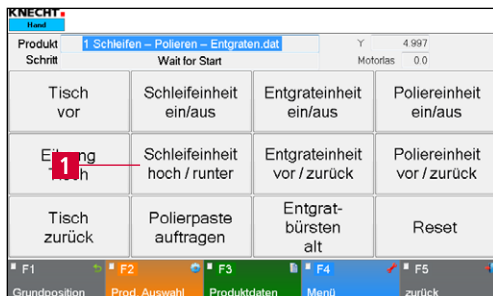 KNECHT
Hand
Produkt 1 Schleifen – Polieren – Entgraten.dat Y 4.997
Schritt Wait for Start Motorlas 0.0
Tisch vor
Schleifeinheit ein/aus
Entgrateinheit ein/aus
Poliereinheit ein/aus
1
Tisch
Schleifeinheit hoch / runter
Entgrateinheit vor / zurück
Poliereinheit vor / zurück
Tisch zurück
Polierpaste auftragen
Entgrat-
bürsten
alt
Reset
F1 F2 F3 F4 F5
Grundposition Prod. Auswahl Produktdaten Menü zurück